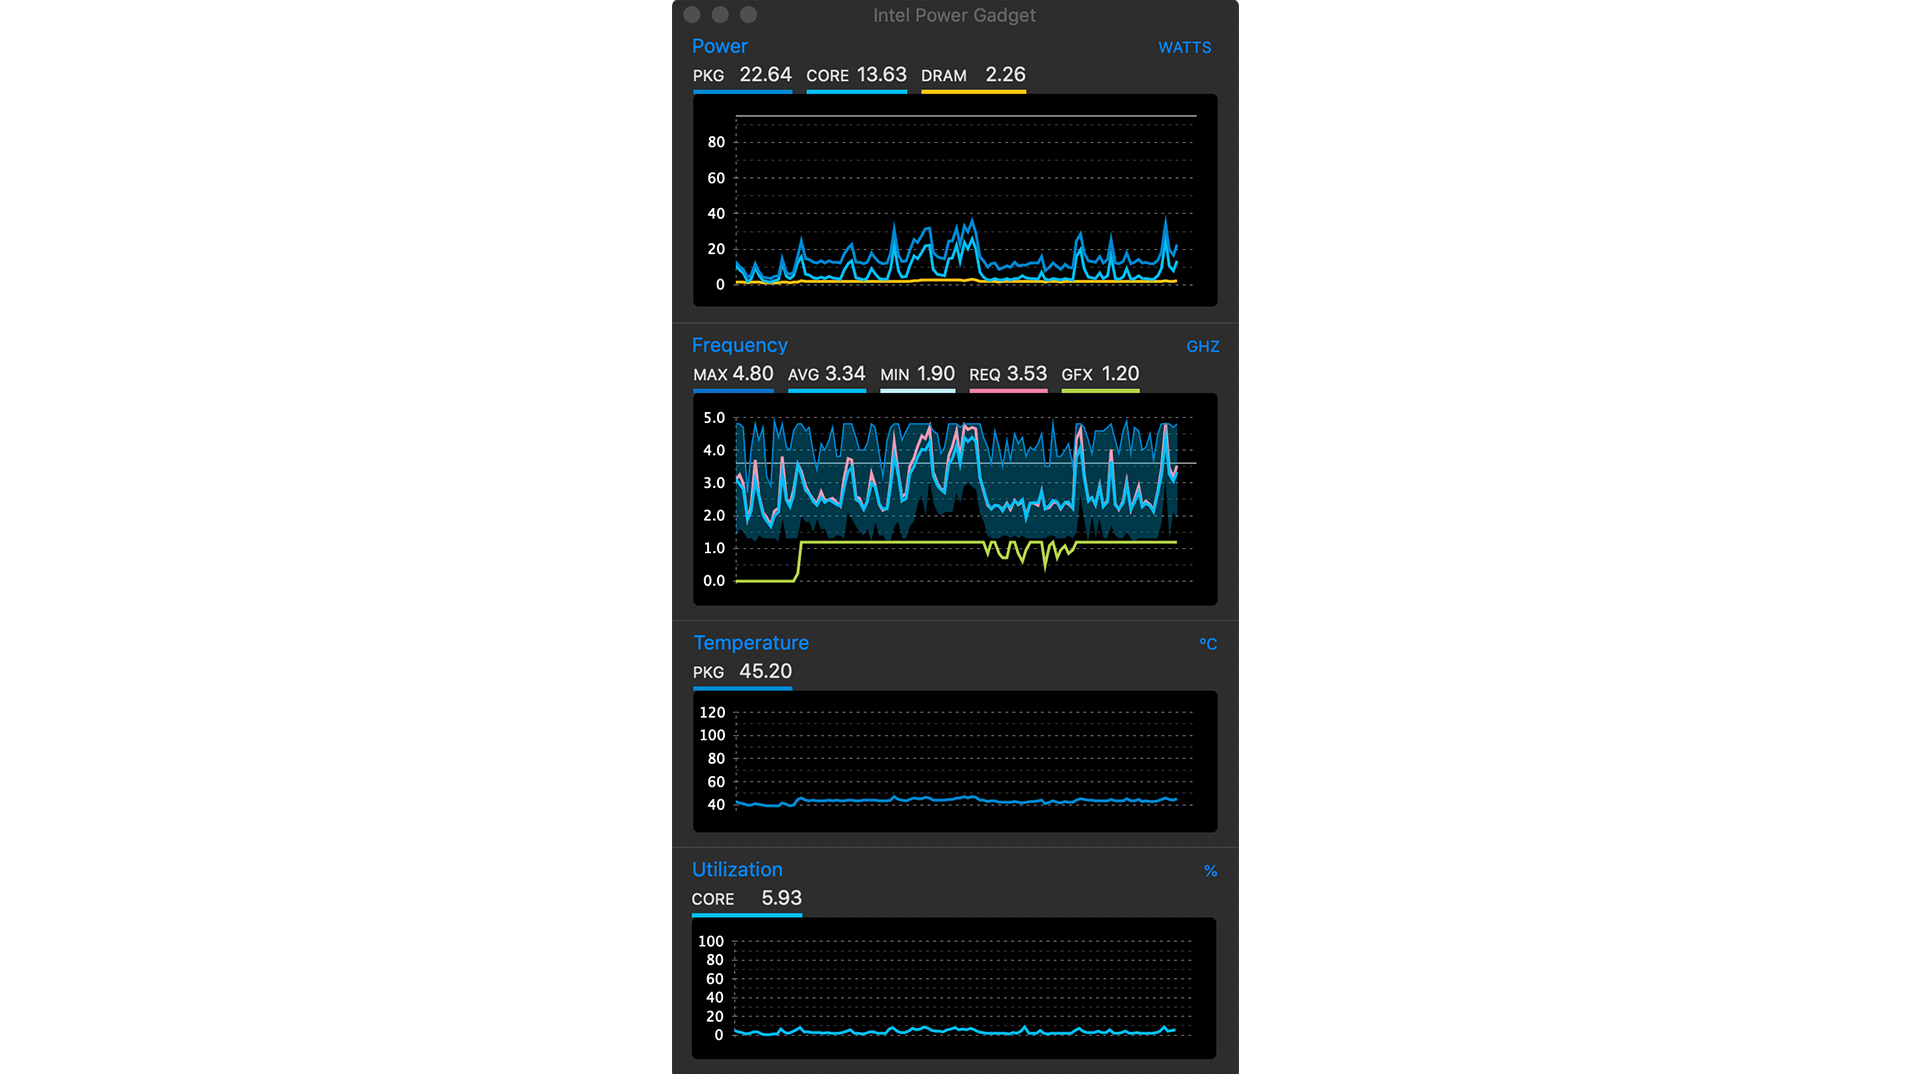 Intel Power Gadget
Power WATTS
PKG 22.64 CORE 13.63 DRAM 2.26
80
60
40
20
0
Frequency GHZ
MAX 4.80 AVG 3.34 MIN 1.90 REQ 3.53 GFX 1.20
5.0
4.0
3.0
2.0
1.0
0.0
Temperature °C
PKG 45.20
120
100
80
60
40
Utilization %
CORE 5.93
100
80
60
40
20
0